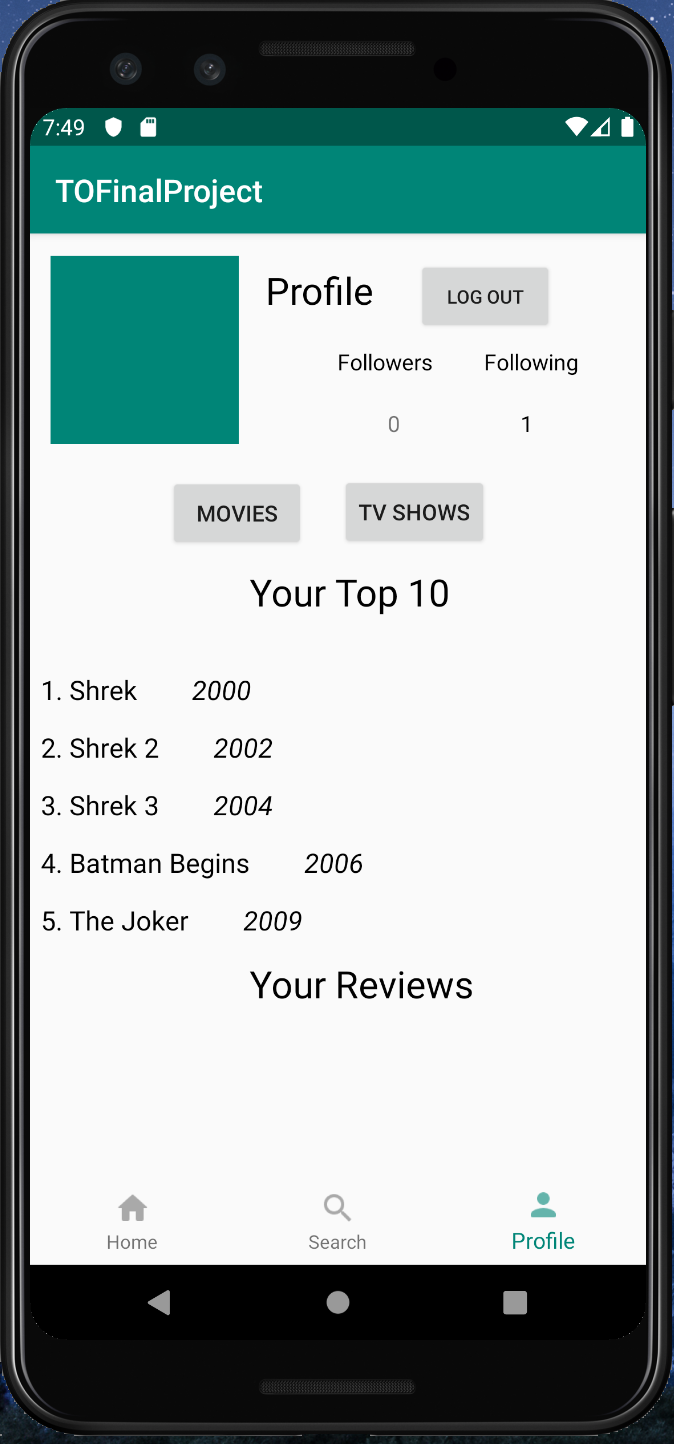 7:49
TOFinalProject
Profile LOG OUT
Followers Following
0 1
MOVIES TV SHOWS
Your Top 10
1. Shrek 2000
2. Shrek 2 2002
3. Shrek 3 2004
4. Batman Begins 2006
5. The Joker 2009
Your Reviews
Home Search Profile